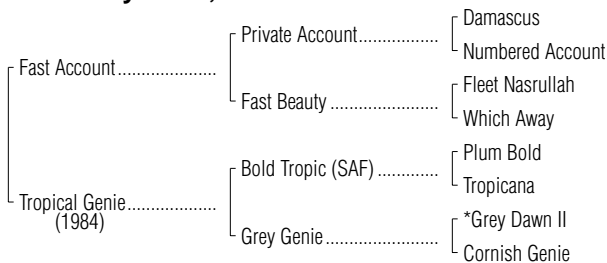 Damascus
Private Account..................
Numbered Account
Fast Account.....................
Fleet Nasrullah
Fast Beauty ......................
Which Away
Plum Bold
Bold Tropic (SAF) .............
Tropicana
Tropical Genie...................
(1984)
*Grey Dawn II
Grey Genie........................
Cornish Genie